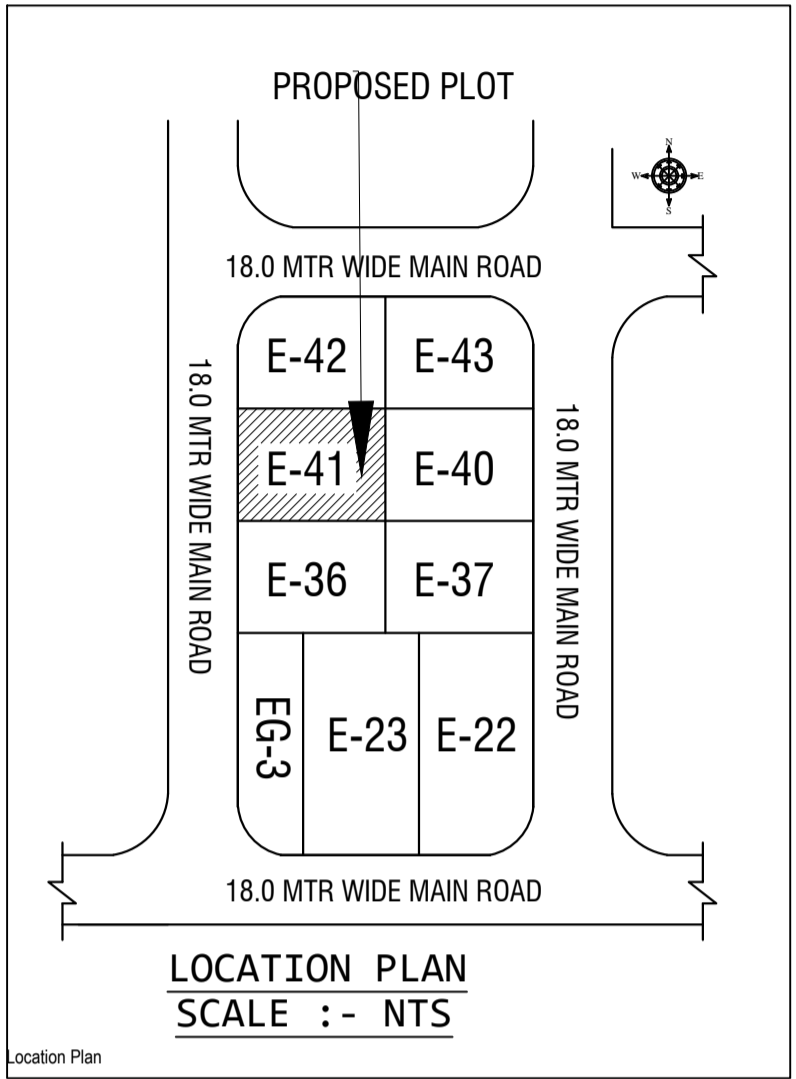 PROPOSED PLOT
N
W E
S
18.0 MTR WIDE MAIN ROAD
E-42 E-43
18.0 MTR WIDE MAIN ROAD
18.0 MTR WIDE MAIN ROAD
E-41 E-40
E-36 E-37
EG-3 E-23 E-22
18.0 MTR WIDE MAIN ROAD
LOCATION PLAN
SCALE :- NTS
Location Plan